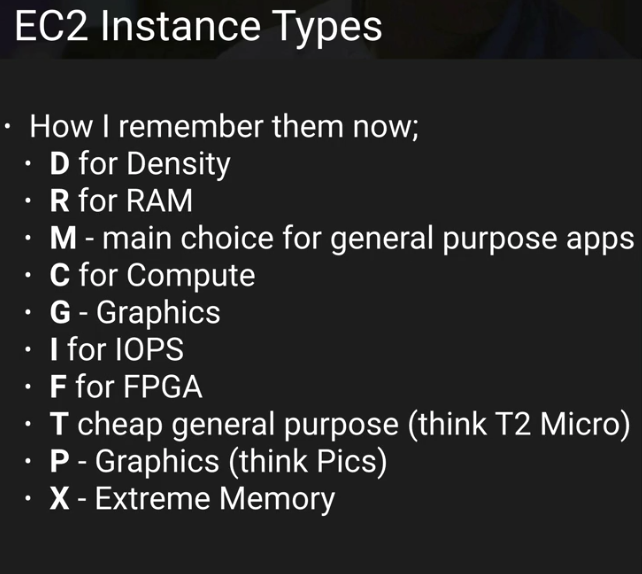 EC2 Instance Types
• How I remember them now;
• D for Density
• R for RAM
• M - main choice for general purpose apps
• C for Compute
• G - Graphics
• I for IOPS
• F for FPGA
• T cheap general purpose (think T2 Micro)
• P - Graphics (think Pics)
• X - Extreme Memory